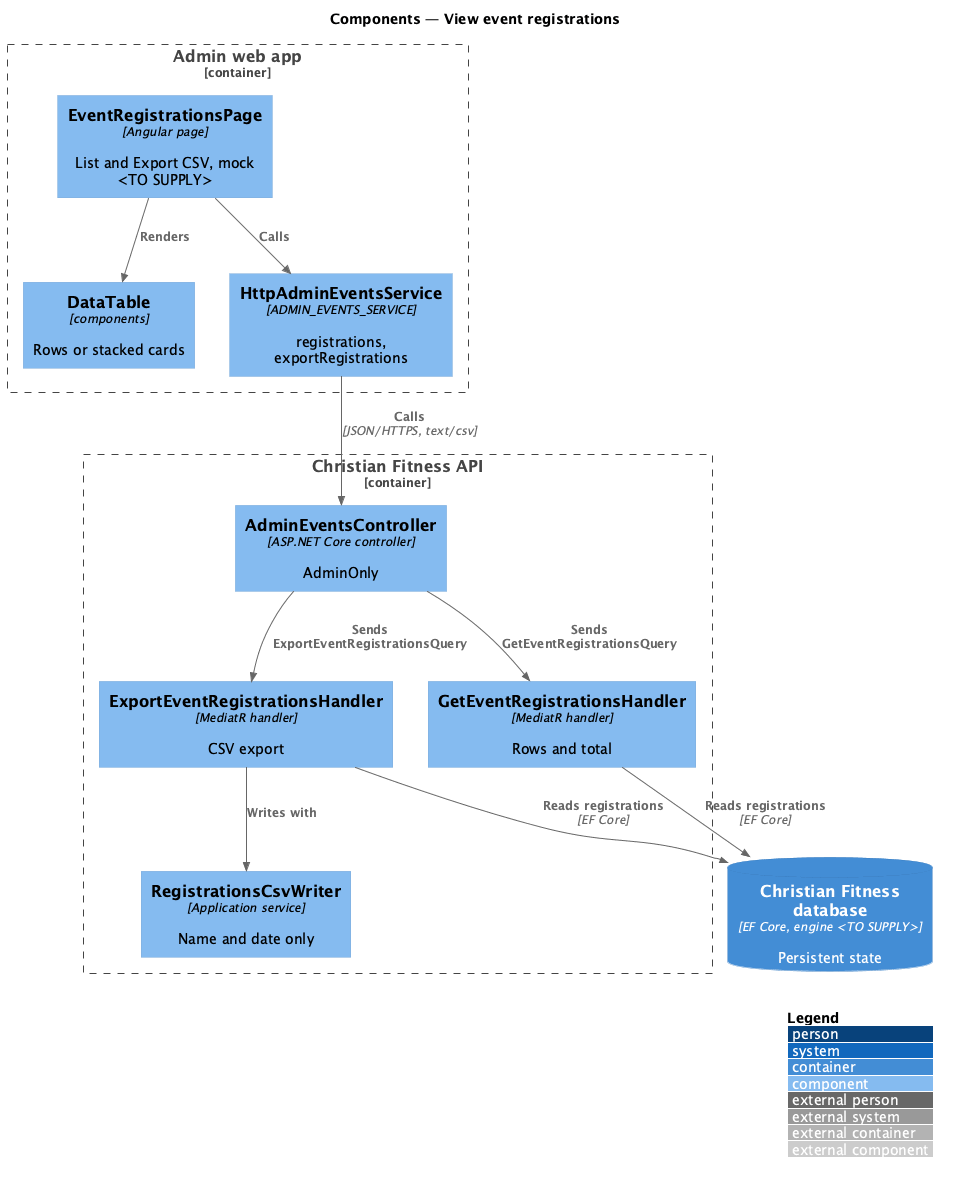 Components — View event registrations
Admin web app
[container]
EventRegistrationsPage
[Angular page]
List and Export CSV, mock
<TO SUPPLY>
Renders
Calls
DataTable
[components]
Rows or stacked cards
HttpAdminEventsService
[ADMIN_EVENTS_SERVICE]
registrations,
exportRegistrations
Calls
[JSON/HTTPS, text/csv]
Christian Fitness API
[container]
AdminEventsController
[ASP.NET Core controller]
AdminOnly
Sends
ExportEventRegistrationsQuery
Sends
GetEventRegistrationsQuery
ExportEventRegistrationsHandler
[MediatR handler]
CSV export
GetEventRegistrationsHandler
[MediatR handler]
Rows and total
Writes with
Reads registrations
[EF Core]
Reads registrations
[EF Core]
RegistrationsCsvWriter
[Application service]
Name and date only
Christian Fitness
database
[EF Core, engine <TO SUPPLY>]
Persistent state
Legend
person
system
container
component
external person
external system
external container
external component